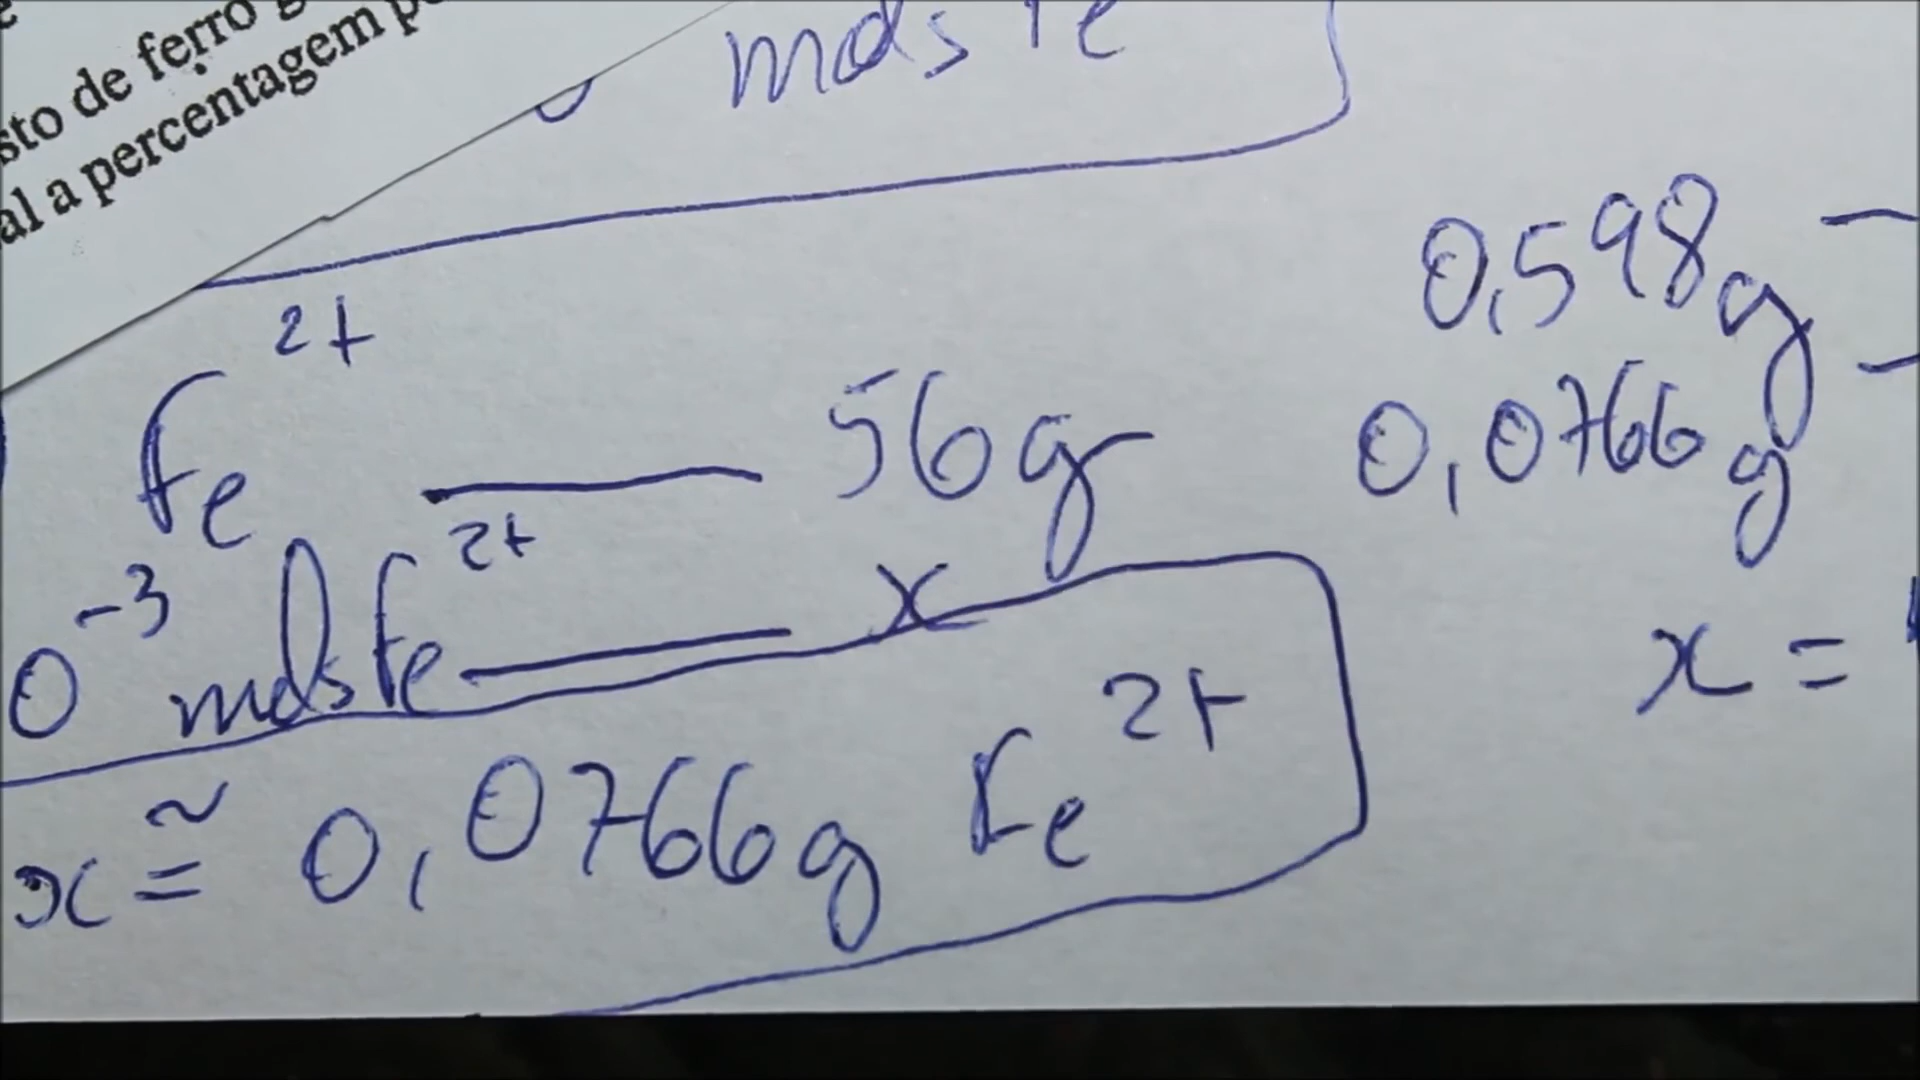 sto de ferro
al a percentagem
mols Fe
Fe²⁺ —— 56g
0⁻³ mols Fe²⁺ —— x
x ≅ 0,0766g Fe²⁺
0,598g —
0,0766g —
x =